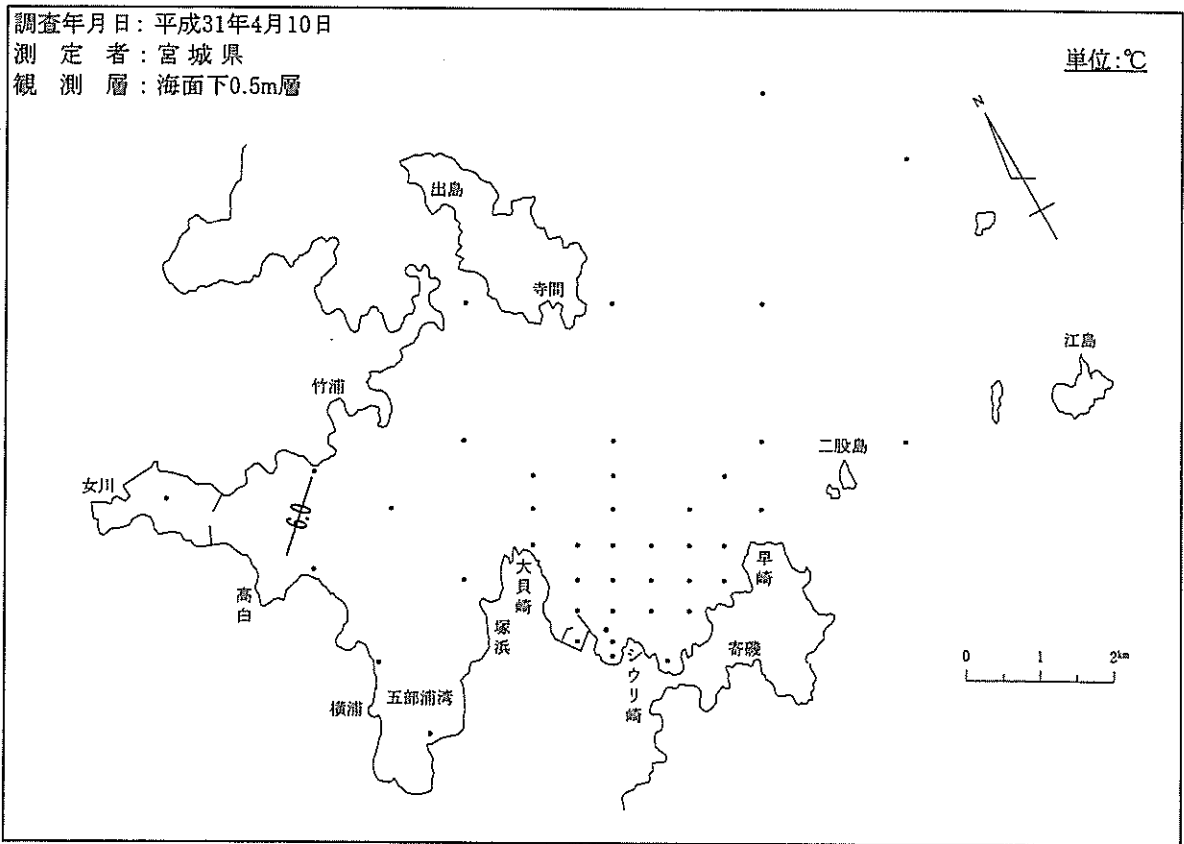 調査年月日：平成31年4月10日
測定者：宮城県
観測層：海面下0.5m層
単位：℃
N
出島
寺間
江島
竹浦
二股島
女川
6.0
高白
大貝崎
早崎
塚浜
シウリ崎
寄磯
横浦
五部浦湾
0 1 2km